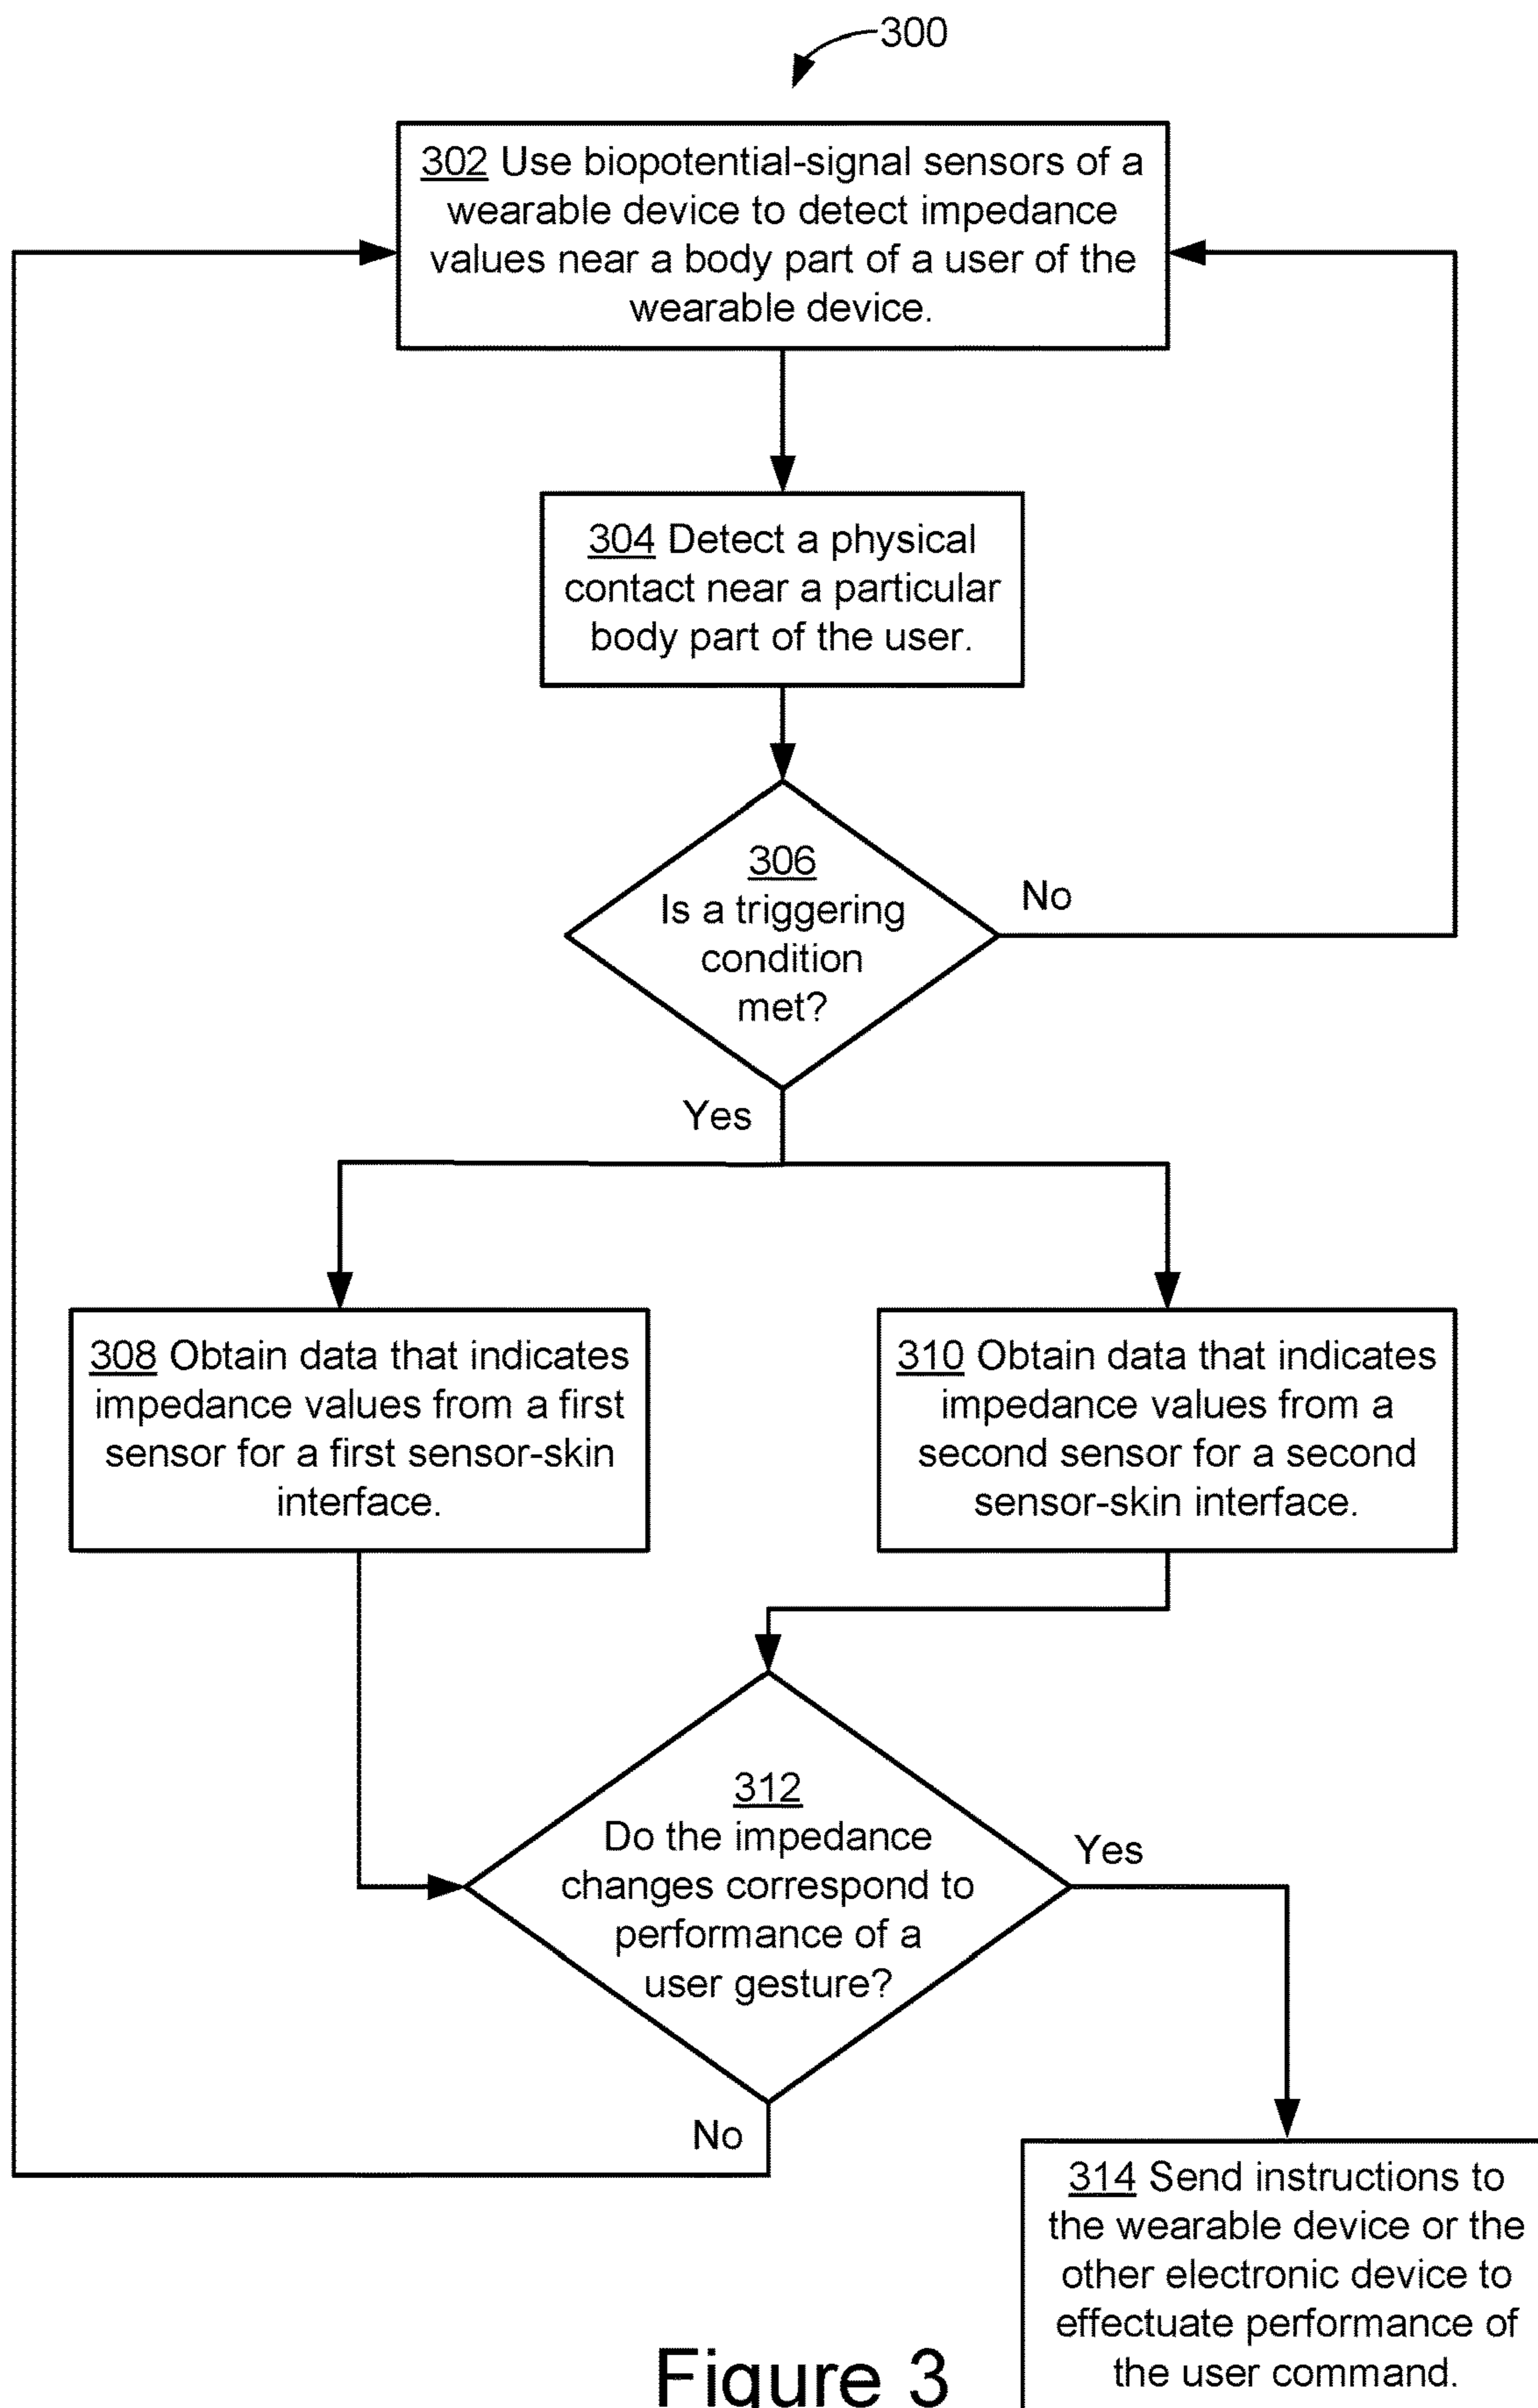 300
302 Use biopotential-signal sensors of a
wearable device to detect impedance
values near a body part of a user of the
wearable device.
304 Detect a physical
contact near a particular
body part of the user.
306
Is a triggering
condition
met?
No
Yes
308 Obtain data that indicates
impedance values from a first
sensor for a first sensor-skin
interface.
310 Obtain data that indicates
impedance values from a
second sensor for a second
sensor-skin interface.
312
Do the impedance
changes correspond to
performance of a
user gesture?
Yes
No
314 Send instructions to
the wearable device or the
other electronic device to
effectuate performance of
the user command.
Figure 3